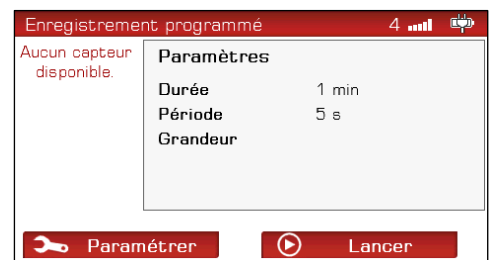 Enregistrement programmé 4
Aucun capteur
disponible.
Paramètres
Durée 1 min
Période 5 s
Grandeur
Paramétrer
Lancer